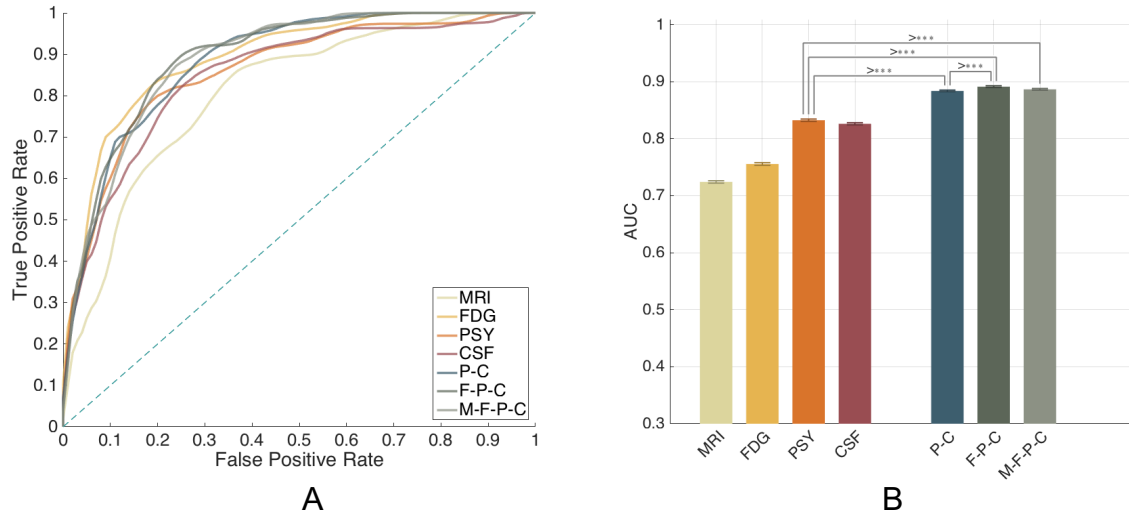 True Positive Rate
1
0.9
0.8
0.7
0.6
0.5
0.4
0.3
0.2
0.1
0
0 0.1 0.2 0.3 0.4 0.5 0.6 0.7 0.8 0.9 1
False Positive Rate
MRI
FDG
PSY
CSF
P-C
F-P-C
M-F-P-C
A
AUC
1
0.9
0.8
0.7
0.6
0.5
0.4
0.3
>***
>***
>*** >***
MRI FDG PSY CSF P-C F-P-C M-F-P-C
B